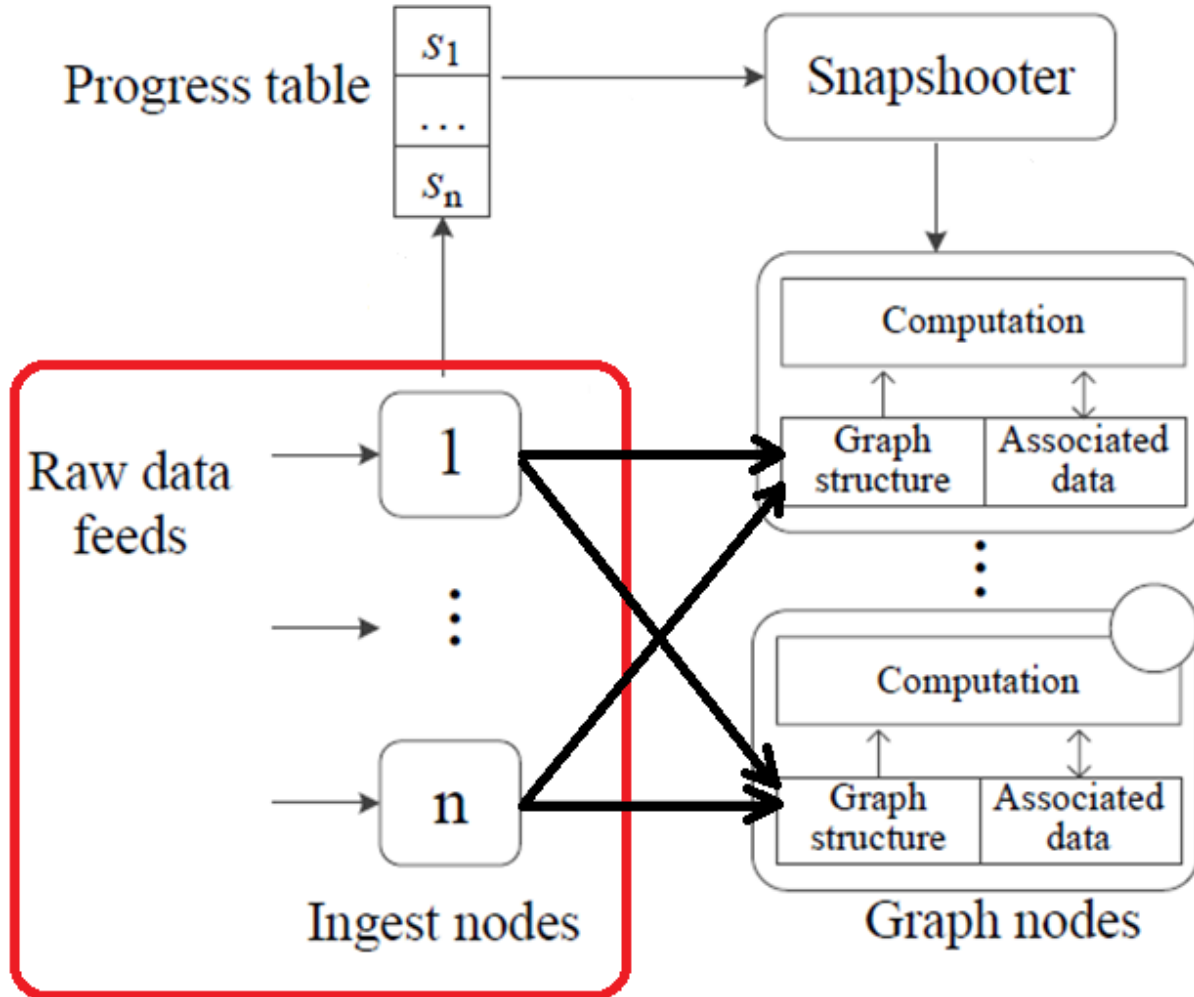 s1
Progress table
...
sn
Snapshooter
Computation
Graph structure
Associated data
Raw data
feeds
1
n
Ingest nodes
Computation
Graph structure
Associated data
Graph nodes